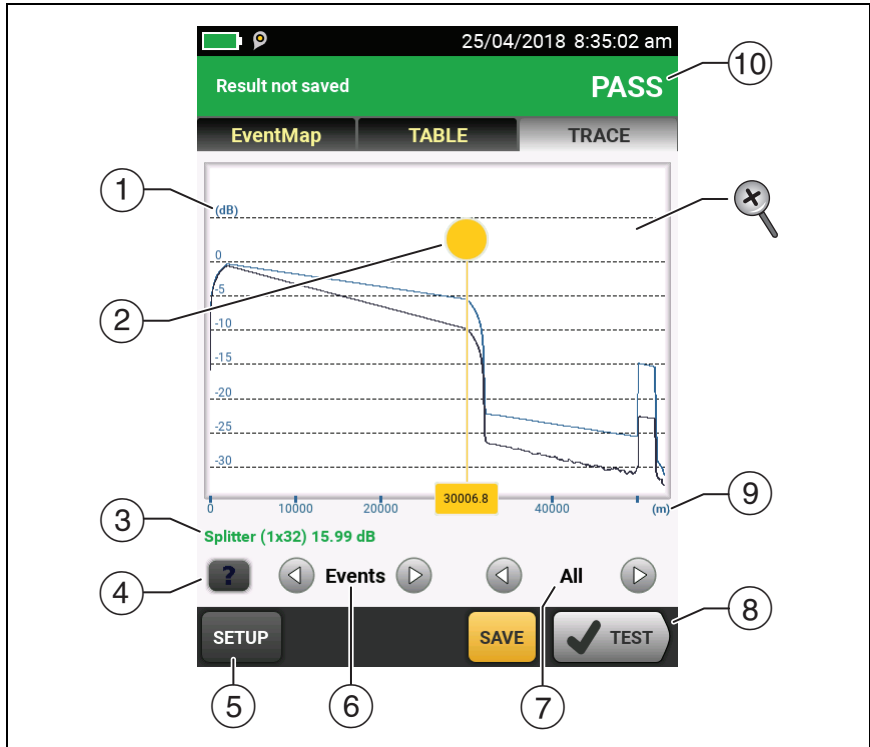 25/04/2018 8:35:02 am
10
Result not saved
PASS
EventMap
TABLE
TRACE
1
(dB)
0
2
-5
-10
-15
-20
-25
-30
30006.8
0
10000
20000
40000
(m)
9
3
Splitter (1x32) 15.99 dB
4
?
Events
All
8
SETUP
SAVE
TEST
5
6
7